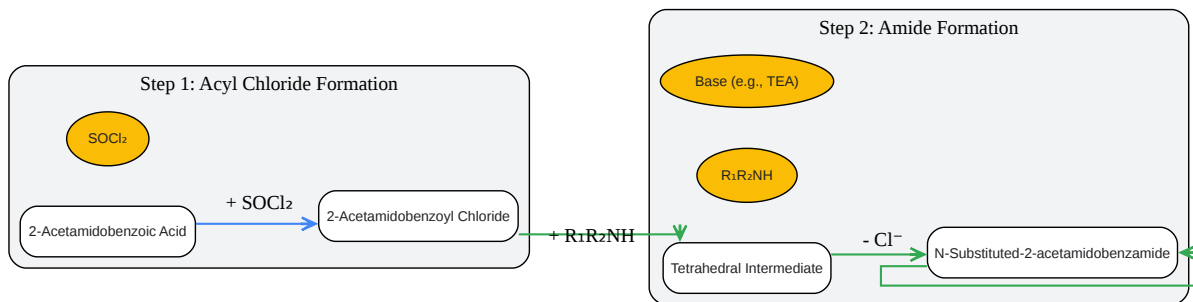 Step 1: Acyl Chloride Formation
SOCl₂
2-Acetamidobenzoic Acid
+ SOCl₂
2-Acetamidobenzoyl Chloride
+ R₁R₂NH
Step 2: Amide Formation
Base (e.g., TEA)
R₁R₂NH
Tetrahedral Intermediate
- Cl⁻
N-Substituted-2-acetamidobenzamide